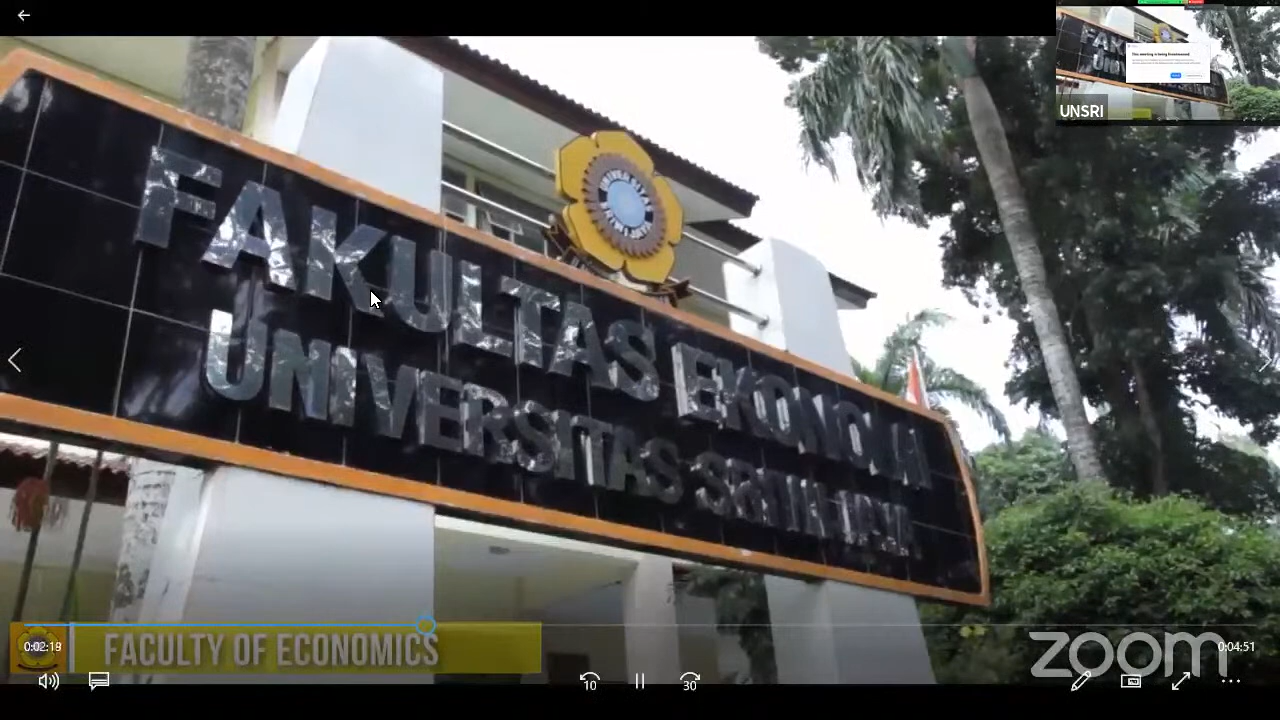 UNSRI
FAKULTAS EKONOMI
UNIVERSITAS SRIWIJAYA
FACULTY OF ECONOMICS
0:02:19
0:04:51
10
30
zoom